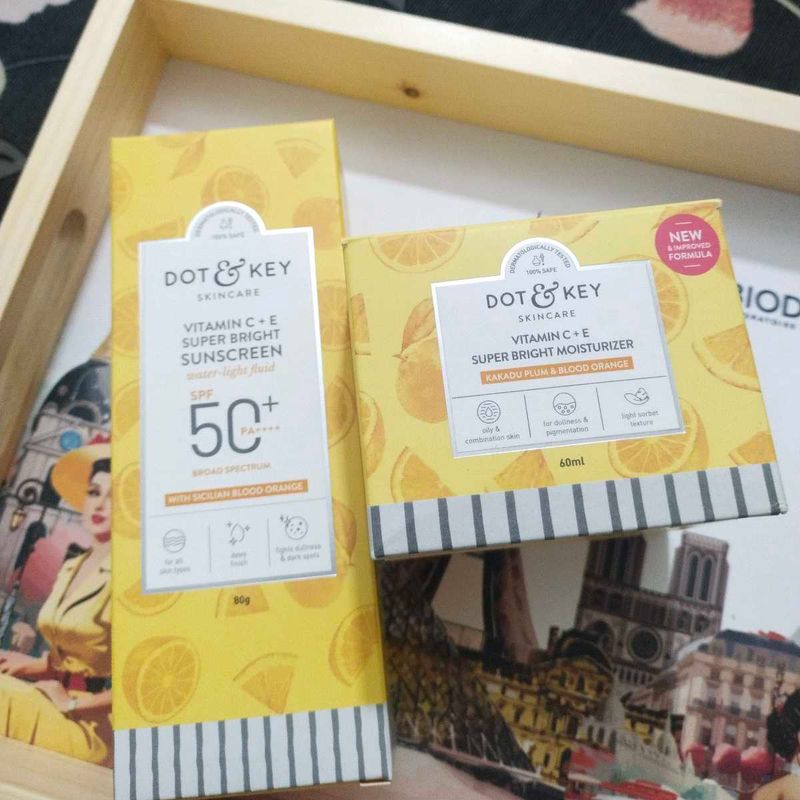 DERMATOLOGICALLY TESTED
100% SAFE
DOT & KEY
SKINCARE
VITAMIN C + E
SUPER BRIGHT
SUNSCREEN
water-light fluid
SPF
50+
PA++++
BROAD SPECTRUM
WITH SICILIAN BLOOD ORANGE
for all
skin types
dewy
finish
fights dullness
& dark spots
80g
DERMATOLOGICALLY TESTED
100% SAFE
DOT & KEY
SKINCARE
VITAMIN C + E
SUPER BRIGHT MOISTURIZER
KAKADU PLUM & BLOOD ORANGE
oily &
combination skin
for dullness &
pigmentation
light sorbet
texture
60ml
NEW
& IMPROVED
FORMULA
BIOD